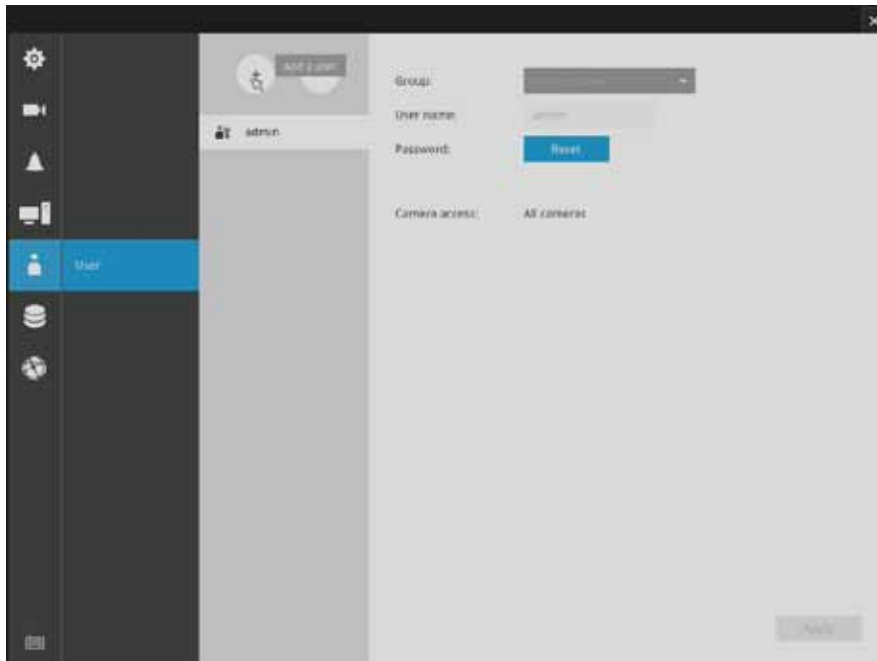 Add a user
admin
User
Group:
User name:
admin
Password:
Reset
Camera access:
All cameras
Apply